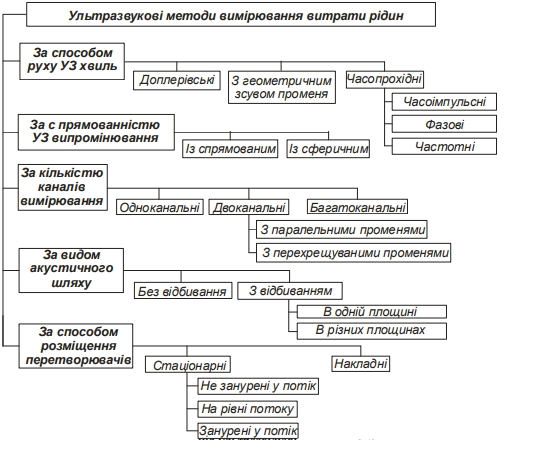 Ультразвукові методи вимірювання витрати рідин
За способом
руху УЗ хвиль
Доплерівські
З геометричним
зсувом променя
Часопрохідні
Часоімпульсні
Фазові
Частотні
За с прямованністю
УЗ випромінювання
Із спрямованим
Із сферичним
За кількістю
каналів
вимірювання
Одноканальні
Двоканальні
Багатоканальні
З паралельними променями
З перехрещуваними променями
За видом
акустичного
шляху
Без відбивання
З відбиванням
В одній площині
В різних площинах
За способом
розміщення
перетворювачів
Стаціонарні
Накладні
Не занурені у потік
На рівні потоку
Занурені у потік